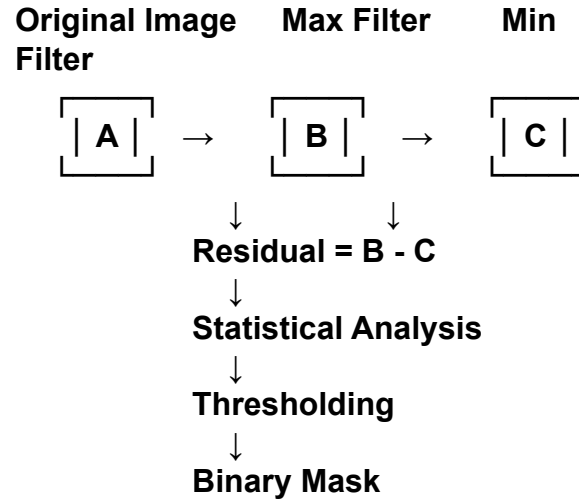 Original Image Max Filter Min
Filter
| A | → | B | → | C |
↓ ↓
Residual = B - C
↓
Statistical Analysis
↓
Thresholding
↓
Binary Mask